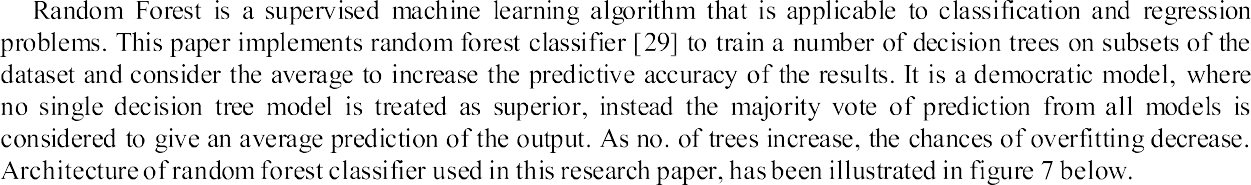 Random Forest is a supervised machine learning algorithm that is applicable to classification and regression
problems. This paper implements random forest classifier [29] to train a number of decision trees on subsets of the
dataset and consider the average to increase the predictive accuracy of the results. It is a democratic model, where
no single decision tree model is treated as superior, instead the majority vote of prediction from all models is
considered to give an average prediction of the output. As no. of trees increase, the chances of overfitting decrease.
Architecture of random forest classifier used in this research paper, has been illustrated in figure 7 below.